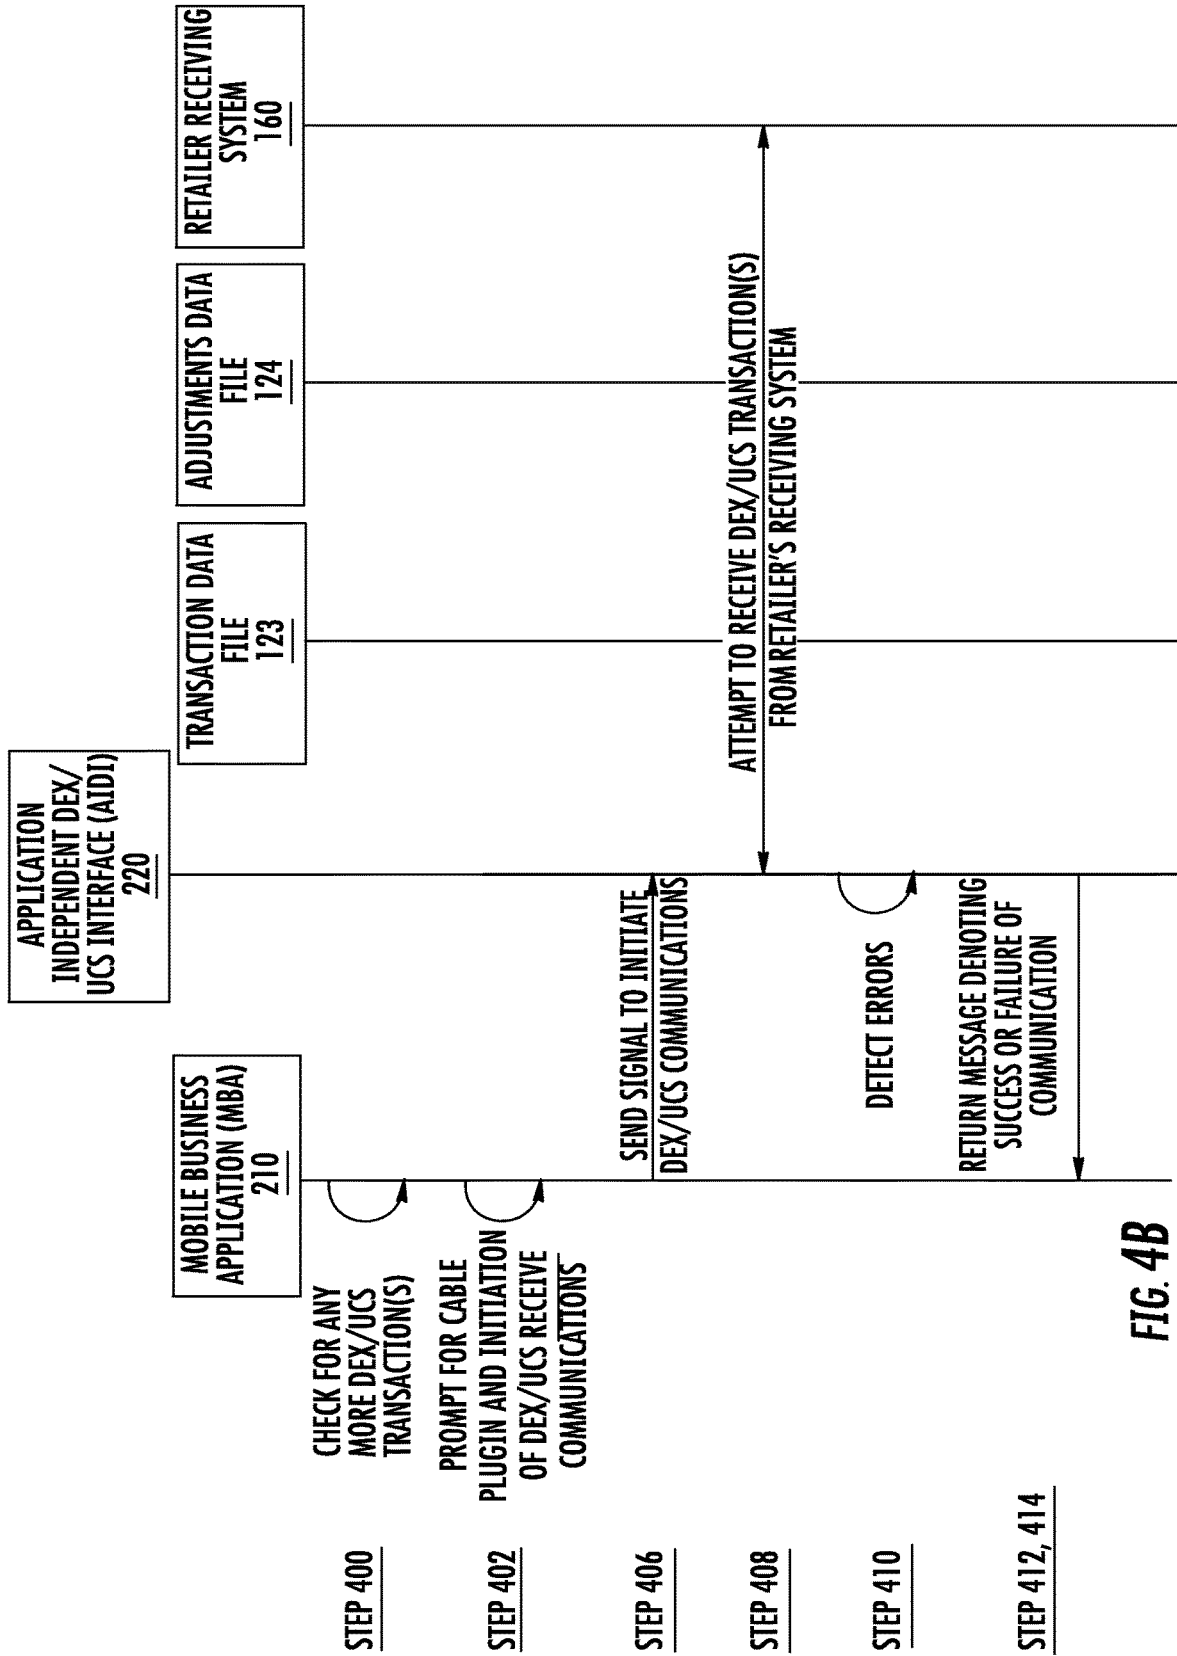 APPLICATION
INDEPENDENT DEX/
UCS INTERFACE (AIDI)
220
MOBILE BUSINESS
APPLICATION (MBA)
210
TRANSACTION DATA
FILE
123
ADJUSTMENTS DATA
FILE
124
RETAILER RECEIVING
SYSTEM
160
STEP 400
CHECK FOR ANY
MORE DEX/UCS
TRANSACTION(S)
STEP 402
PROMPT FOR CABLE
PLUGIN AND INITIATION
OF DEX/UCS RECEIVE
COMMUNICATIONS
STEP 406
SEND SIGNAL TO INITIATE
DEX/UCS COMMUNICATIONS
STEP 408
ATTEMPT TO RECEIVE DEX/UCS TRANSACTION(S)
FROM RETAILER'S RECEIVING SYSTEM
STEP 410
DETECT ERRORS
STEP 412, 414
RETURN MESSAGE DENOTING
SUCCESS OR FAILURE OF
COMMUNICATION
FIG. 4B